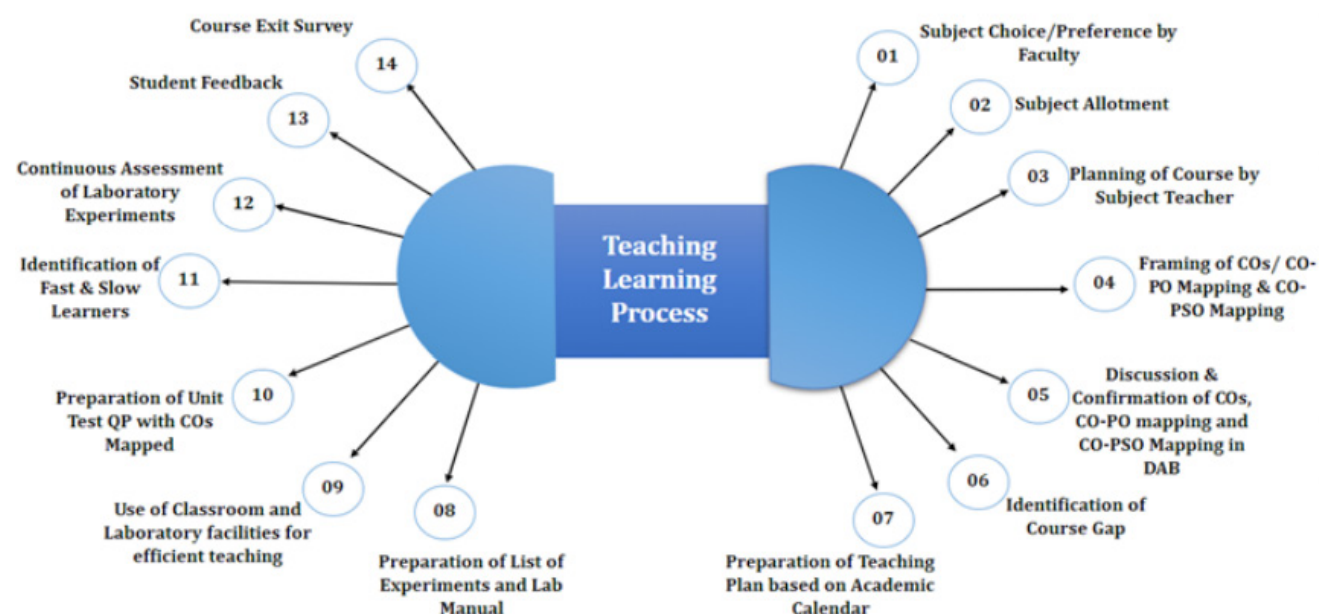 Teaching
Learning
Process
01
Subject Choice/Preference by
Faculty
02
Subject Allotment
03
Planning of Course by
Subject Teacher
04
Framing of COs/ CO-
PO Mapping & CO-
PSO Mapping
05
Discussion &
Confirmation of COs,
CO-PO mapping and
CO-PSO Mapping in
DAB
06
Identification of
Course Gap
07
Preparation of Teaching
Plan based on Academic
Calendar
08
Preparation of List of
Experiments and Lab
Manual
09
Use of Classroom and
Laboratory facilities for
efficient teaching
10
Preparation of Unit
Test QP with COs
Mapped
11
Identification of
Fast & Slow
Learners
12
Continuous Assessment
of Laboratory
Experiments
13
Student Feedback
14
Course Exit Survey